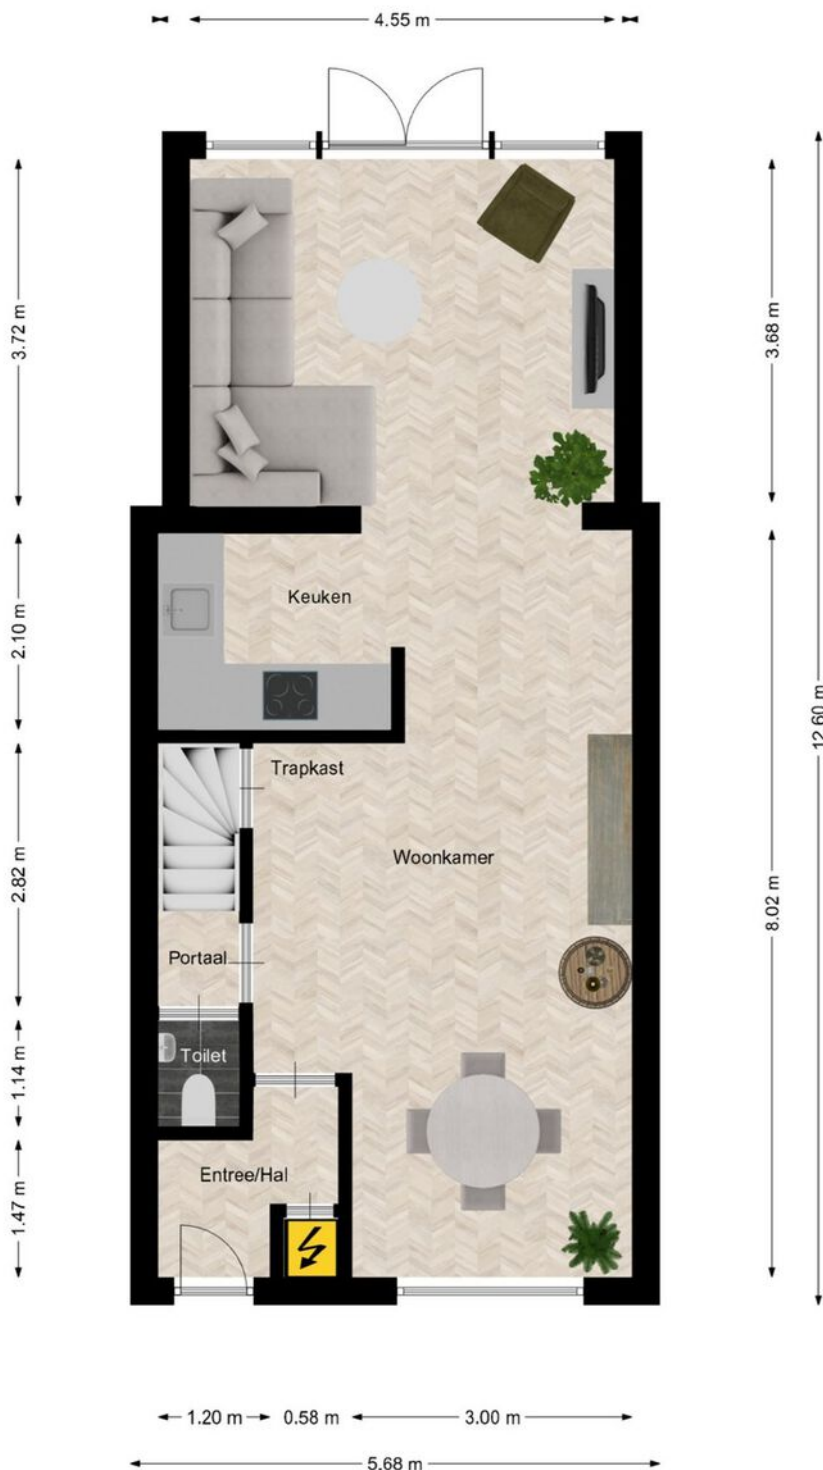 4.55 m
3.72 m
3.68 m
12.60 m
2.10 m
Keuken
Trapkast
2.82 m
Woonkamer
8.02 m
Portaal
Toilet
1.14 m
Entree/Hal
1.47 m
1.20 m
0.58 m
3.00 m
5.68 m